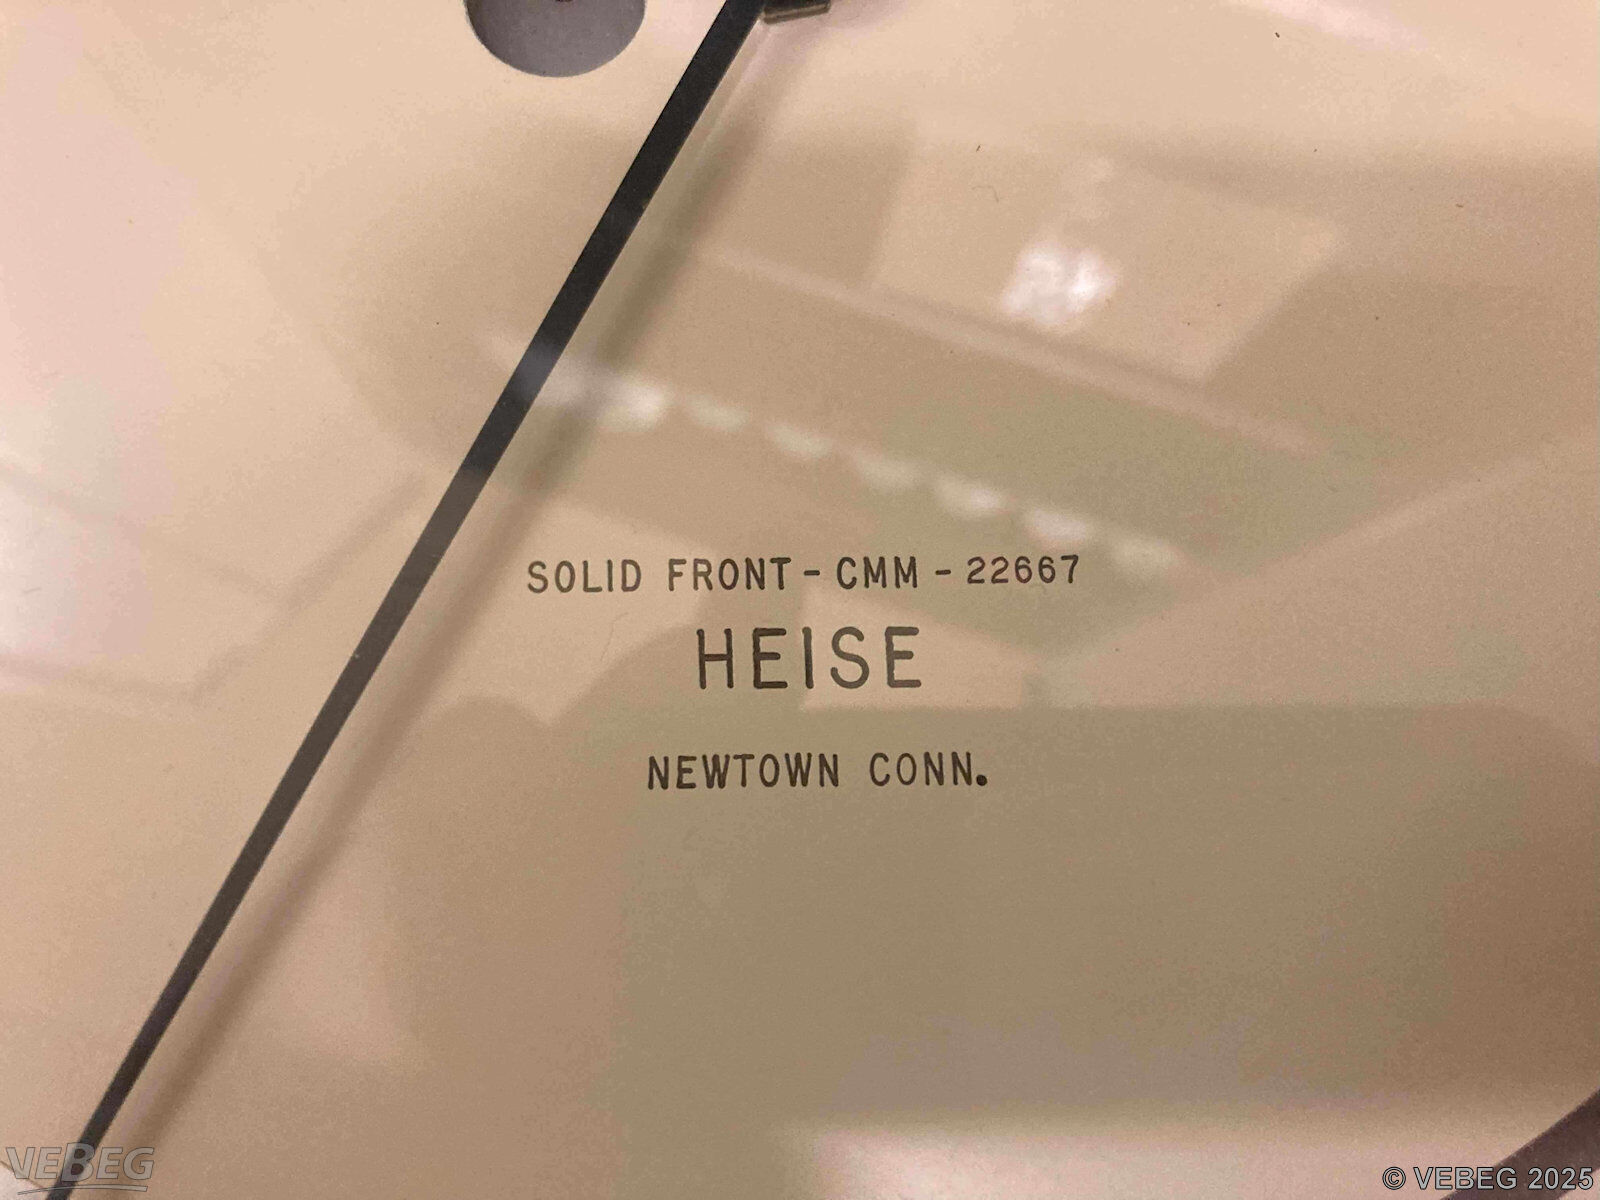 SOLID FRONT - CMM - 22667
HEISE
NEWTOWN CONN.
VEBEG
© VEBEG 2025